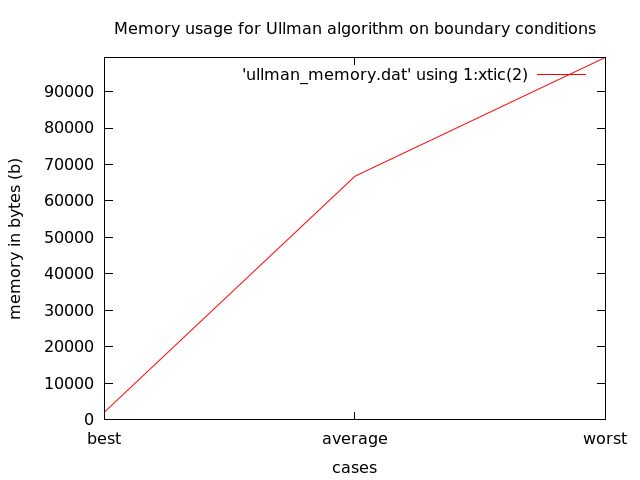 Memory usage for Ullman algorithm on boundary conditions
'ullman_memory.dat' using 1:xtic(2)
90000
80000
70000
60000
50000
40000
30000
20000
10000
0
memory in bytes (b)
best average worst
cases